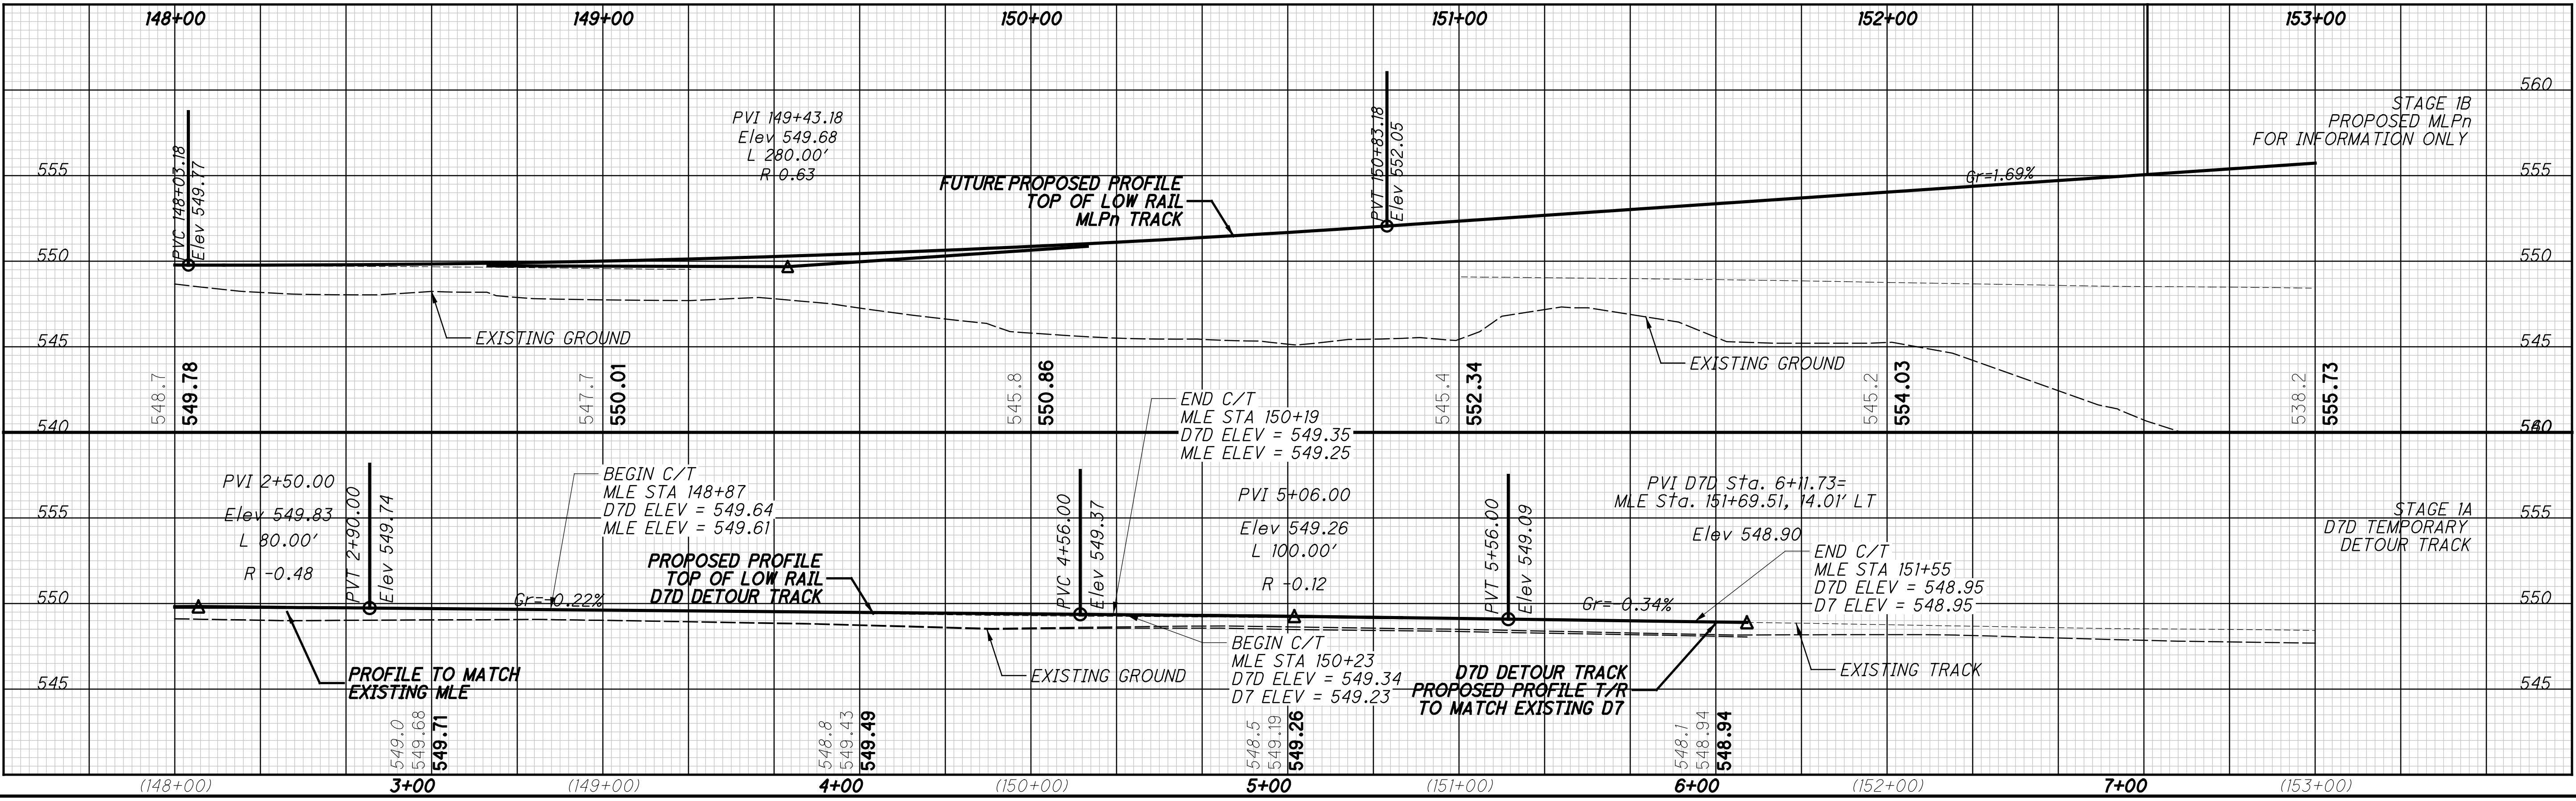 148+00 149+00 150+00 151+00 152+00 153+00
560
555 555
550 550
545 545
540 540
PVC 148+03.18
Elev 549.77
PVI 149+43.18
Elev 549.68
L 280.00'
R 0.63
FUTURE PROPOSED PROFILE
TOP OF LOW RAIL
MLPn TRACK
PVT 150+83.18
Elev 552.05
Gr=1.69%
STAGE 1B
PROPOSED MLPn
FOR INFORMATION ONLY
EXISTING GROUND
EXISTING GROUND
548.7
549.78
547.7
550.01
545.8
550.86
545.4
552.34
545.2
554.03
538.2
555.73
560
555 555
550 550
545 545
PVI 2+50.00
Elev 549.83
L 80.00'
R -0.48
PVT 2+90.00
Elev 549.74
BEGIN C/T
MLE STA 148+87
D7D ELEV = 549.64
MLE ELEV = 549.61
PROPOSED PROFILE
TOP OF LOW RAIL
D7D DETOUR TRACK
Gr=-0.22%
PROFILE TO MATCH
EXISTING MLE
END C/T
MLE STA 150+19
D7D ELEV = 549.35
MLE ELEV = 549.25
PVC 4+56.00
Elev 549.37
PVI 5+06.00
Elev 549.26
L 100.00'
R -0.12
EXISTING GROUND
BEGIN C/T
MLE STA 150+23
D7D ELEV = 549.34
D7 ELEV = 549.23
PVT 5+56.00
Elev 549.09
Gr=-0.34%
PVI D7D Sta. 6+11.73=
MLE Sta. 151+69.51, 14.01' LT
Elev 548.90
END C/T
MLE STA 151+55
D7D ELEV = 548.95
D7 ELEV = 548.95
D7D DETOUR TRACK
PROPOSED PROFILE T/R
TO MATCH EXISTING D7
EXISTING TRACK
STAGE 1A
D7D TEMPORARY
DETOUR TRACK
549.0
549.68
549.71
548.8
549.43
549.49
548.5
549.19
549.26
548.1
548.94
548.94
(148+00) 3+00 (149+00) 4+00 (150+00) 5+00 (151+00) 6+00 (152+00) 7+00 (153+00)